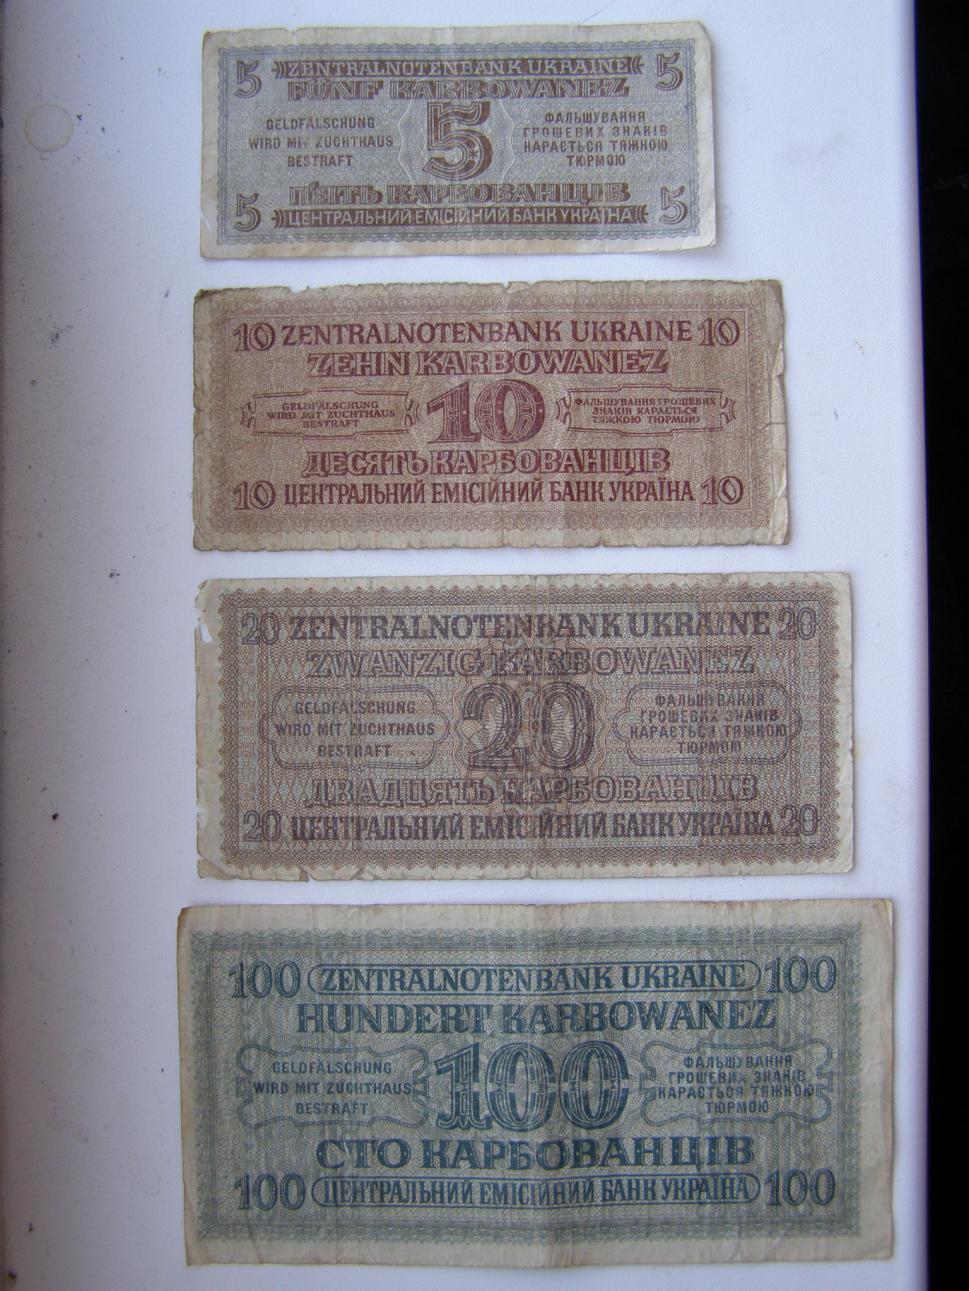 5 ZENTRALNOTENBANK UKRAINE 5
FÜNF KARBOWANEZ
GELDFÄLSCHUNG
WIRD MIT ZUCHTHAUS
BESTRAFT
5
ФАЛЬШУВАННЯ
ГРОШЕВИХ ЗНАКІВ
КАРАЄТЬСЯ ТЯЖКОЮ
ТЮРМОЮ
ПЯТЬ КАРБОВАНЦІВ
5 ЦЕНТРАЛЬНИЙ ЕМІСІЙНИЙ БАНК УКРАЇНА 5
10 ZENTRALNOTENBANK UKRAINE 10
ZEHN KARBOWANEZ
GELDFÄLSCHUNG
WIRD MIT ZUCHTHAUS
BESTRAFT
10
ФАЛЬШУВАННЯ ГРОШЕВИХ
ЗНАКІВ КАРАЄТЬСЯ
ТЯЖКОЮ ТЮРМОЮ
ДЕСЯТЬ КАРБОВАНЦІВ
10 ЦЕНТРАЛЬНИЙ ЕМІСІЙНИЙ БАНК УКРАЇНА 10
20 ZENTRALNOTENBANK UKRAINE 20
ZWANZIG KARBOWANEZ
GELDFÄLSCHUNG
WIRD MIT ZUCHTHAUS
BESTRAFT
20
ФАЛЬШУВАННЯ
ГРОШЕВИХ ЗНАКІВ
КАРАЄТЬСЯ ТЯЖКОЮ
ТЮРМОЮ
ДВАДЦЯТЬ КАРБОВАНЦІВ
20 ЦЕНТРАЛЬНИЙ ЕМІСІЙНИЙ БАНК УКРАЇНА 20
100 ZENTRALNOTENBANK UKRAINE 100
HUNDERT KARBOWANEZ
GELDFÄLSCHUNG
WIRD MIT ZUCHTHAUS
BESTRAFT
100
ФАЛЬШУВАННЯ
ГРОШЕВИХ ЗНАКІВ
КАРАЄТЬСЯ ТЯЖКОЮ
ТЮРМОЮ
СТО КАРБОВАНЦІВ
100 ЦЕНТРАЛЬНИЙ ЕМІСІЙНИЙ БАНК УКРАЇНА 100